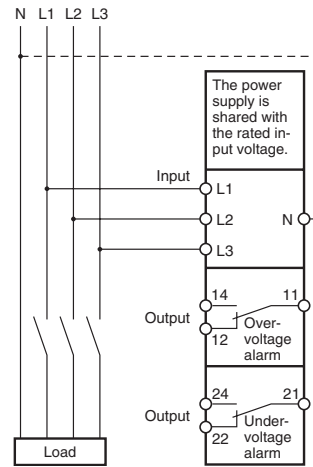 N L1 L2 L3
The power
supply is
shared with
the rated in-
put voltage.
Input
L1
L2
N
L3
14
11
Output
Over-
12
voltage
alarm
24
21
Output
Under-
22
voltage
alarm
Load